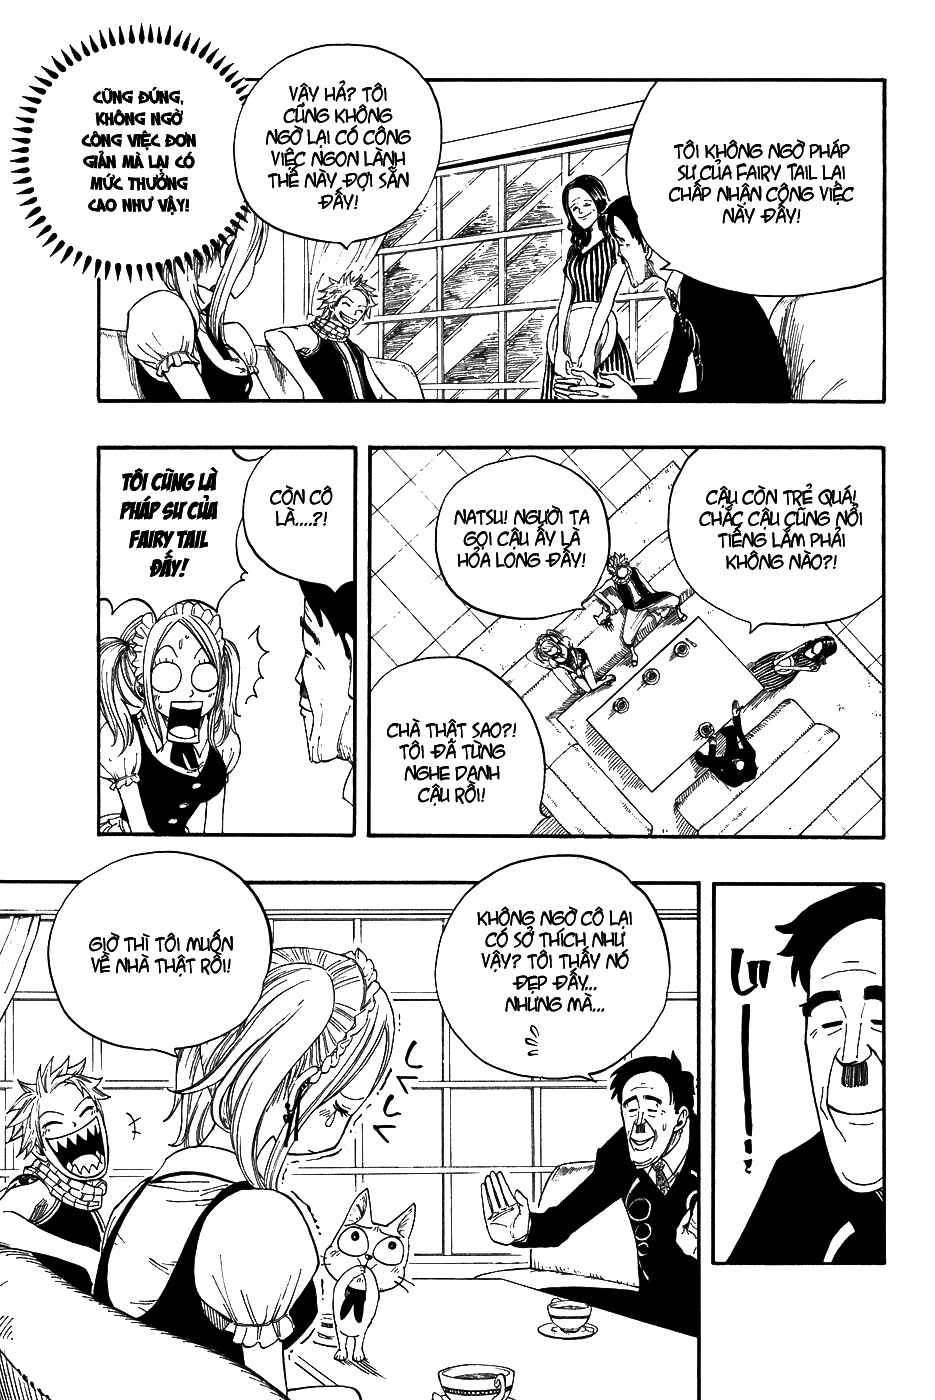 TÔI KHÔNG NGỜ PHÁP
SƯ CỦA FAIRY TAIL LẠI
CHẤP NHẬN CÔNG VIỆC
NÀY ĐẤY!
VẬY HẢ? TÔI
CŨNG KHÔNG
NGỜ LẠI CÓ CÔNG
VIỆC NGON LÀNH
THẾ NÀY ĐỢI SẴN
ĐẤY!
CŨNG ĐÚNG,
KHÔNG NGỜ
CÔNG VIỆC ĐƠN
GIẢN MÀ LẠI CÓ
MỨC THƯỞNG
CAO NHƯ VẬY!
CẬU CÒN TRẺ QUÁ!
CHẮC CẬU CŨNG NỔI
TIẾNG LẮM PHẢI
KHÔNG NÀO?!
NATSU! NGƯỜI TA
GỌI CẬU ẤY LÀ
HỎA LONG ĐẤY!
CHÀ THẬT SAO?!
TÔI ĐÃ TỪNG
NGHE DANH
CẬU RỒI!
CÒN CÔ
LÀ....?!
TÔI CŨNG LÀ
PHÁP SƯ CỦA
FAIRY TAIL
ĐẤY!
じー!
KHÔNG NGỜ CÔ LẠI
CÓ SỞ THÍCH NHƯ
VẬY? TÔI THẤY NÓ
ĐẸP ĐẤY...
NHƯNG MÀ...
GIỜ THÌ TÔI MUỐN
VỀ NHÀ THẬT RỒI!